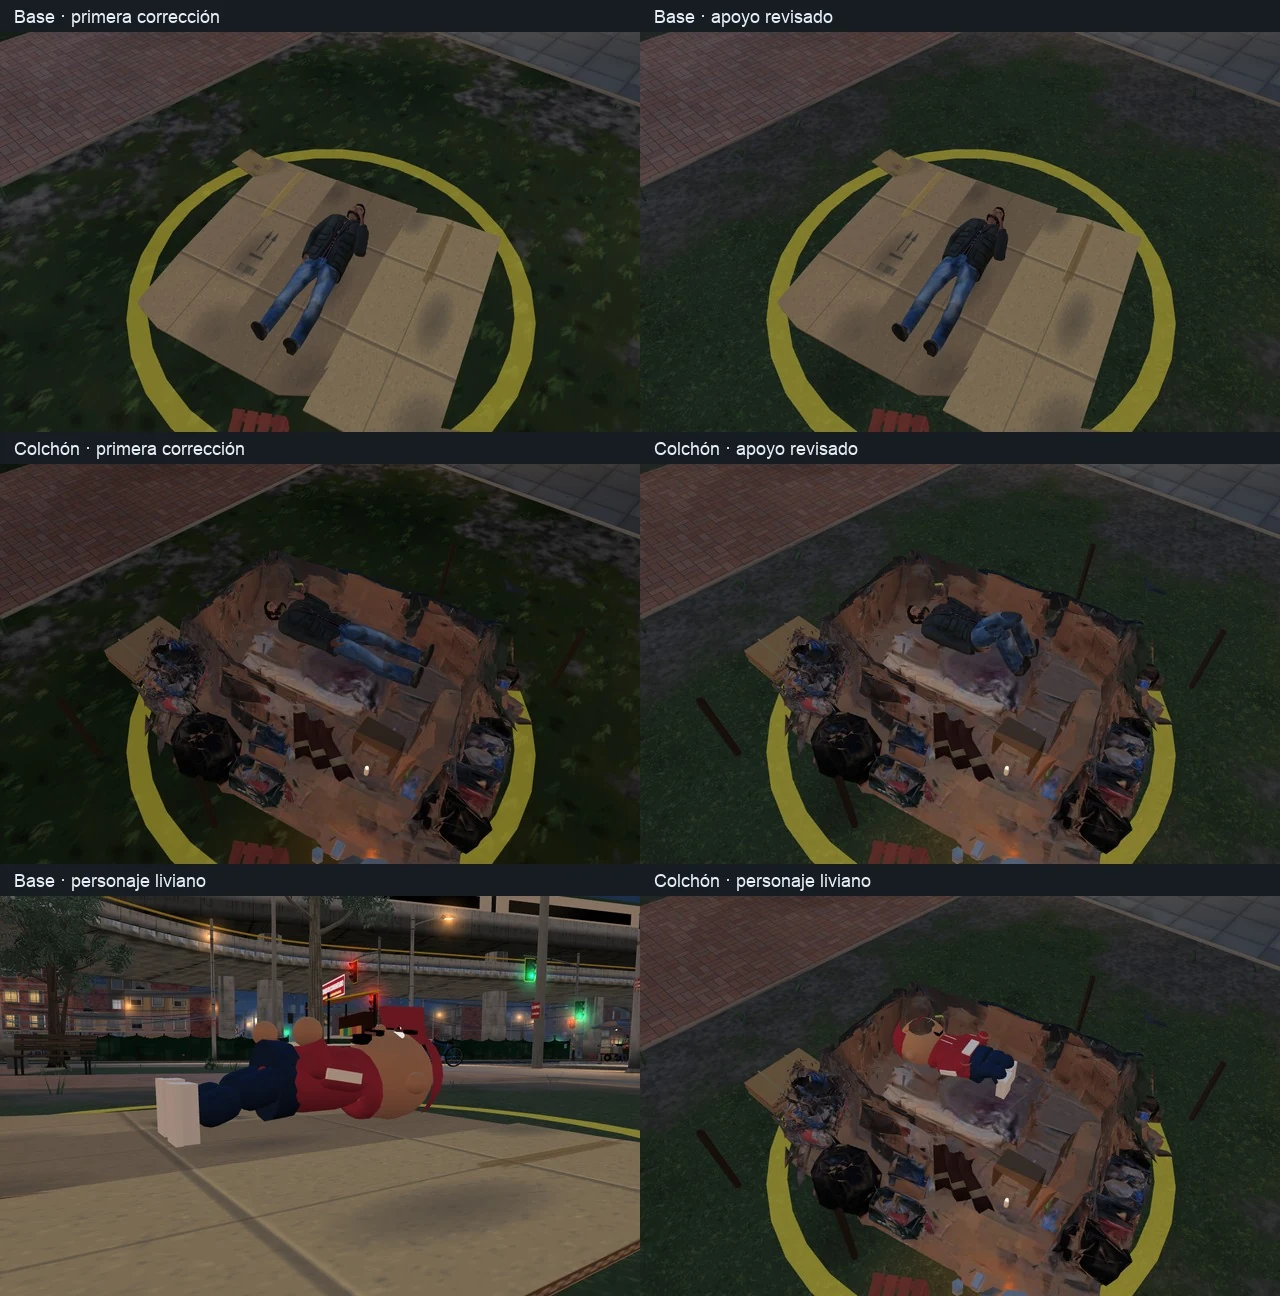 Base · primera corrección
Base · apoyo revisado
Colchón · primera corrección
Colchón · apoyo revisado
Base · personaje liviano
Colchón · personaje liviano